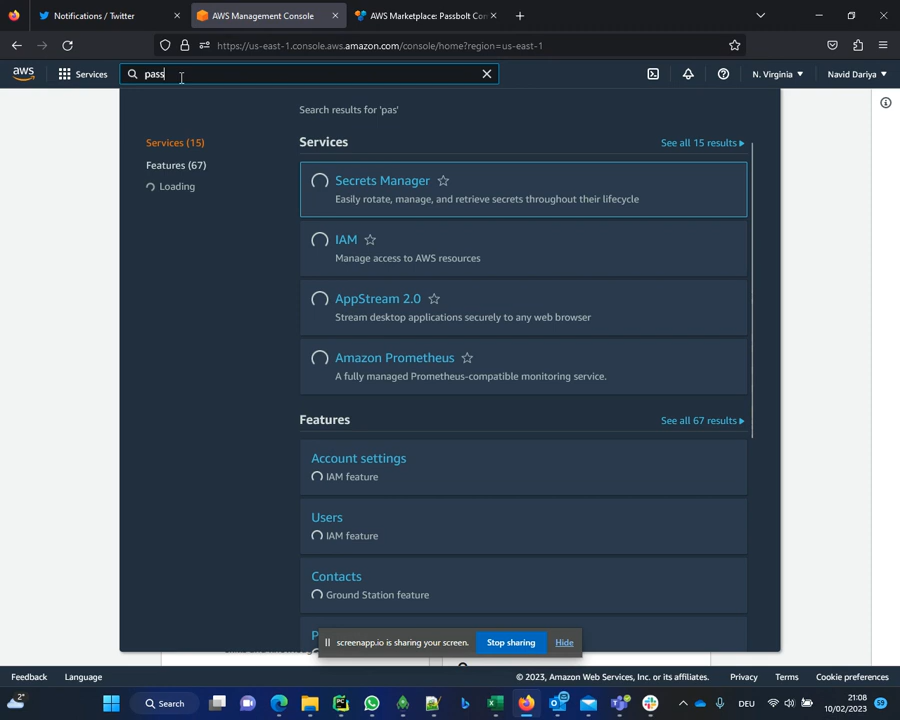 Notifications / Twitter
AWS Management Console
AWS Marketplace: Passbolt Con
https://us-east-1.console.aws.amazon.com/console/home?region=us-east-1
aws
Services
pass
N. Virginia
Navid Dariya
Search results for 'pas'
Services (15)
Features (67)
Loading
Services
See all 15 results
Secrets Manager
Easily rotate, manage, and retrieve secrets throughout their lifecycle
IAM
Manage access to AWS resources
AppStream 2.0
Stream desktop applications securely to any web browser
Amazon Prometheus
A fully managed Prometheus-compatible monitoring service.
Features
See all 67 results
Account settings
IAM feature
Users
IAM feature
Contacts
Ground Station feature
screenapp.io is sharing your screen.
Stop sharing
Hide
Feedback
Language
© 2023, Amazon Web Services, Inc. or its affiliates.
Privacy
Terms
Cookie preferences
2°
Search
DEU
21:08
10/02/2023
59